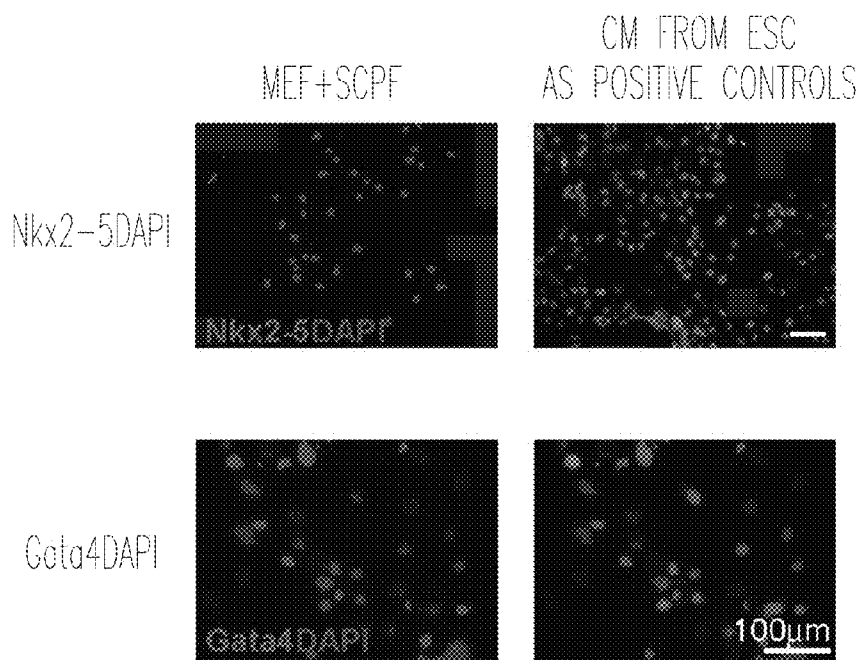 MEF+SCPF
CM FROM ESC
AS POSITIVE CONTROLS
Nkx2-5DAPI
Nkx2-5DAPI
Gata4DAPI
Gata4DAPI
100μm